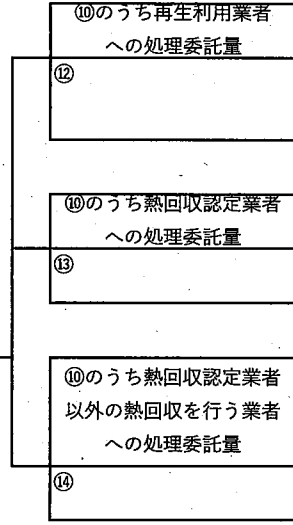 ⑩のうち再生利用業者
への処理委託量
⑫
⑩のうち熱回収認定業者
への処理委託量
⑬
⑩のうち熱回収認定業者
以外の熱回収を行う業者
への処理委託量
⑭